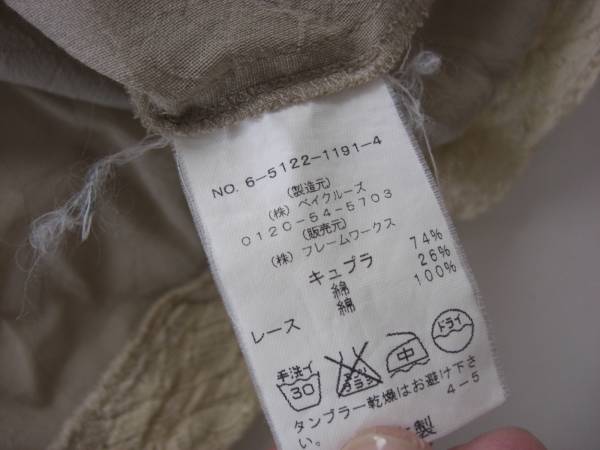 NO. 6-5122-1191-4
(製造元)
(株) ベイクルーズ
0120-54-5703
(販売元)
(株) フレームワークス
キュプラ 74%
綿 26%
レース 綿 100%
手洗イ 30 中 ドライ
タンブラー乾燥はお避け下さ
い。 4-5
製